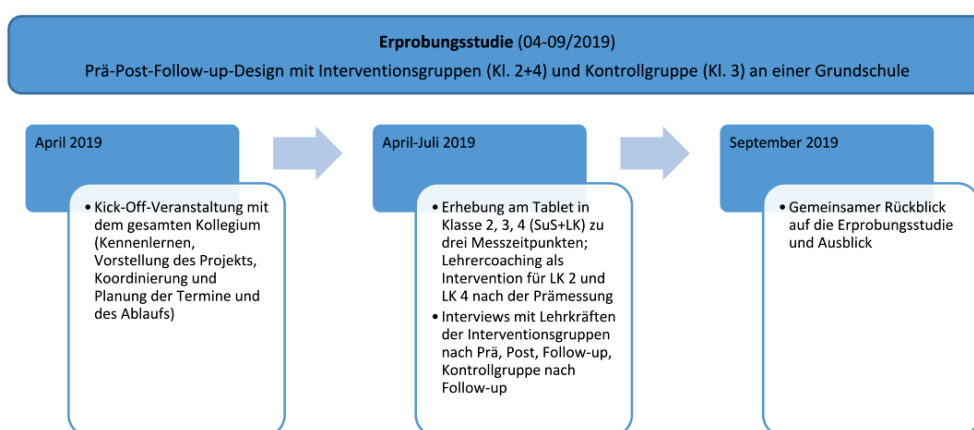 Erprobungsstudie (04-09/2019)
Prä-Post-Follow-up-Design mit Interventionsgruppen (Kl. 2+4) und Kontrollgruppe (Kl. 3) an einer Grundschule
April 2019
• Kick-Off-Veranstaltung mit
dem gesamten Kollegium
(Kennenlernen,
Vorstellung des Projekts,
Koordinierung und
Planung der Termine und
des Ablaufs)
April-Juli 2019
• Erhebung am Tablet in
Klasse 2, 3, 4 (SuS+LK) zu
drei Messzeitpunkten;
Lehrercoaching als
Intervention für LK 2 und
LK 4 nach der Prämessung
• Interviews mit Lehrkräften
der Interventionsgruppen
nach Prä, Post, Follow-up,
Kontrollgruppe nach
Follow-up
September 2019
• Gemeinsamer Rückblick
auf die Erprobungsstudie
und Ausblick